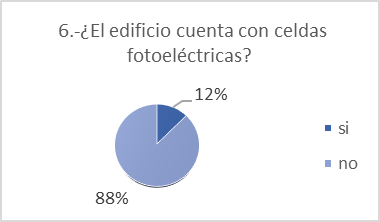 6.-¿El edificio cuenta con celdas
fotoeléctricas?
12%
si
no
88%